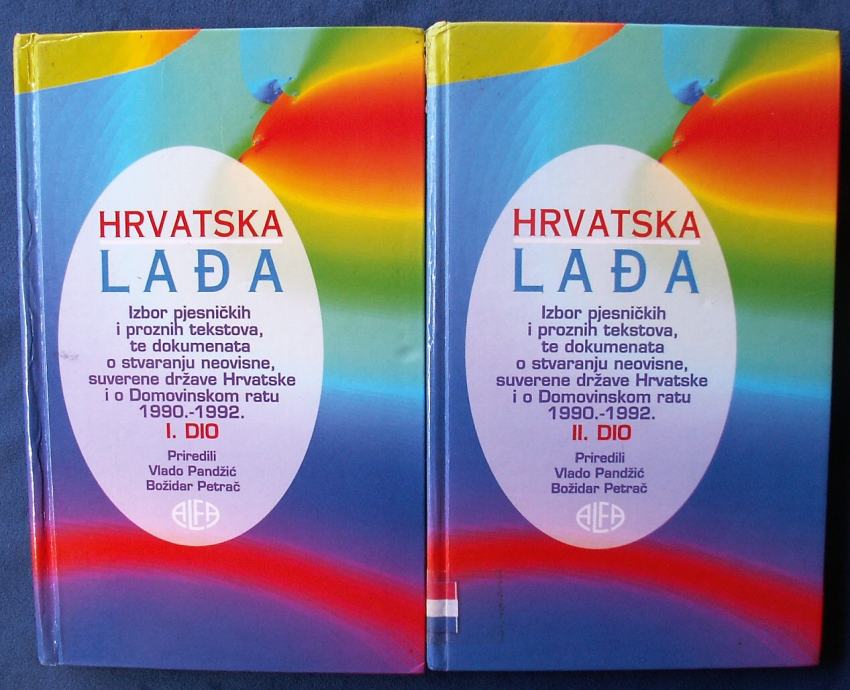 HRVATSKA
LAĐA
Izbor pjesničkih
i proznih tekstova,
te dokumenata
o stvaranju neovisne,
suverene države Hrvatske
i o Domovinskom ratu
1990.-1992.
I. DIO
Priredili
Vlado Pandžić
Božidar Petrač
ALFA
HRVATSKA
LAĐA
Izbor pjesničkih
i proznih tekstova,
te dokumenata
o stvaranju neovisne,
suverene države Hrvatske
i o Domovinskom ratu
1990.-1992.
II. DIO
Priredili
Vlado Pandžić
Božidar Petrač
ALFA